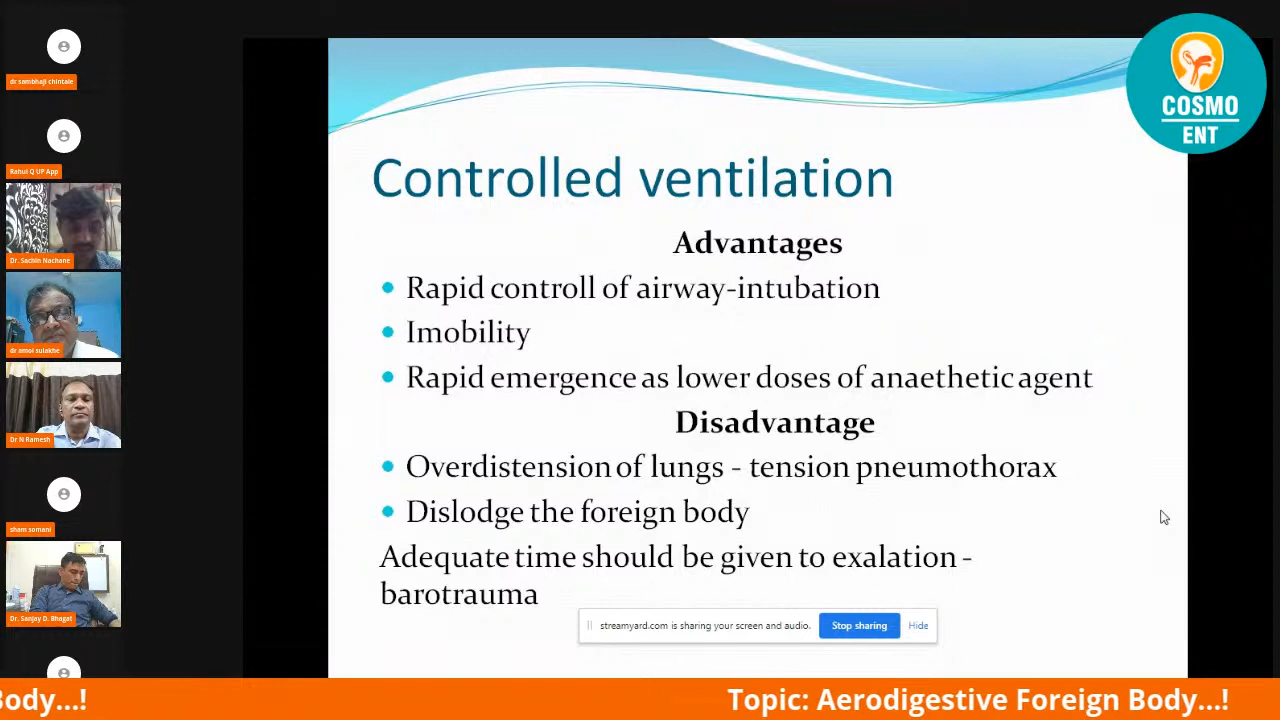 dr sambhaji chintale
Rahul Q UP App
Dr. Sachin Nachane
dr amol sulakhe
Dr N Ramesh
sham somani
Dr. Sanjay D. Bhagat
COSMO
ENT
Controlled ventilation
Advantages
Rapid controll of airway-intubation
Imobility
Rapid emergence as lower doses of anaethetic agent
Disadvantage
Overdistension of lungs - tension pneumothorax
Dislodge the foreign body
Adequate time should be given to exalation -
barotrauma
streamyard.com is sharing your screen and audio. Stop sharing Hide
Body...! Topic: Aerodigestive Foreign Body...!